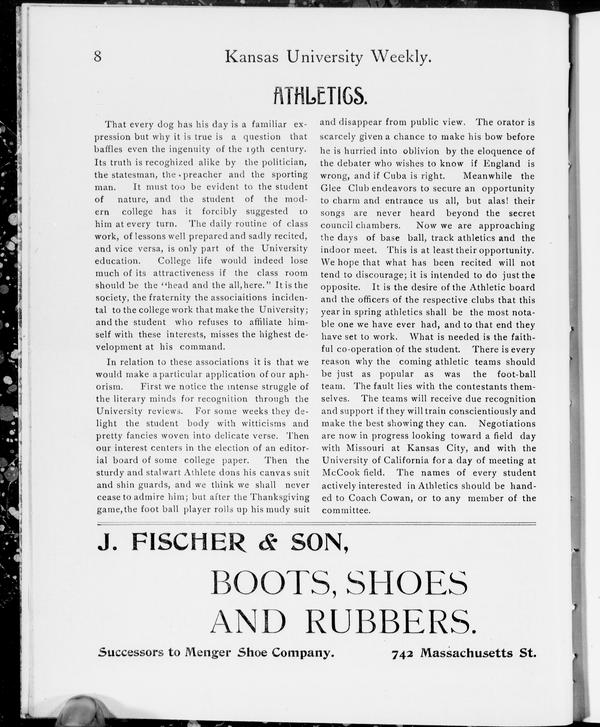 8
Kansas University Weekly.
ATHLETICS.
That every dog has his day is a familiar ex-
pression but why it is true is a question that
baffles even the ingenuity of the 19th century.
Its truth is recoghized alike by the politician,
the statesman, the preacher and the sporting
man. It must too be evident to the student
of nature, and the student of the mod-
ern college has it forcibly suggested to
him at every turn. The daily routine of class
work, of lessons well prepared and sadly recited,
and vice versa, is only part of the University
education. College life would indeed lose
much of its attractiveness if the class room
should be the "head and the all,here." It is the
society, the fraternity the associaitions inciden-
tal to the college work that make the University;
and the student who refuses to affiliate him-
self with these interests, misses the highest de-
velopment at his command.
In relation to these associations it is that we
would make a particular application of our aph-
orism. First we notice the intense struggle of
the literary minds for recognition through the
University reviews. For some weeks they de-
light the student body with witticisms and
pretty fancies woven into delicate verse. Then
our interest centers in the election of an editor-
ial board of some college paper. Then the
sturdy and stalwart Athlete dons his canvas suit
and shin guards, and we think we shall never
cease to admire him; but after the Thanksgiving
game,the foot ball player rolls up his mudy suit
and disappear from public view. The orator is
scarcely given a chance to make his bow before
he is hurried into oblivion by the eloquence of
the debater who wishes to know if England is
wrong, and if Cuba is right. Meanwhile the
Glee Club endeavors to secure an opportunity
to charm and entrance us all, but alas! their
songs are never heard beyond the secret
council chambers. Now we are approaching
the days of base ball, track athletics and the
indoor meet. This is at least their opportunity.
We hope that what has been recited will not
tend to discourage; it is intended to do just the
opposite. It is the desire of the Athletic board
and the officers of the respective clubs that this
year in spring athletics shall be the most nota-
ble one we have ever had, and to that end they
have set to work. What is needed is the faith-
ful co-operation of the student. There is every
reason why the coming athletic teams should
be just as popular as was the foot-ball
team. The fault lies with the contestants them-
selves. The teams will receive due recognition
and support if they will train conscientiously and
make the best showing they can. Negotiations
are now in progress looking toward a field day
with Missouri at Kansas City, and with the
University of California for a day of meeting at
McCook field. The names of every student
actively interested in Athletics should be hand-
ed to Coach Cowan, or to any member of the
committee.
J. FISCHER & SON,
BOOTS, SHOES
AND RUBBERS.
Successors to Menger Shoe Company. 742 Massachusetts St.